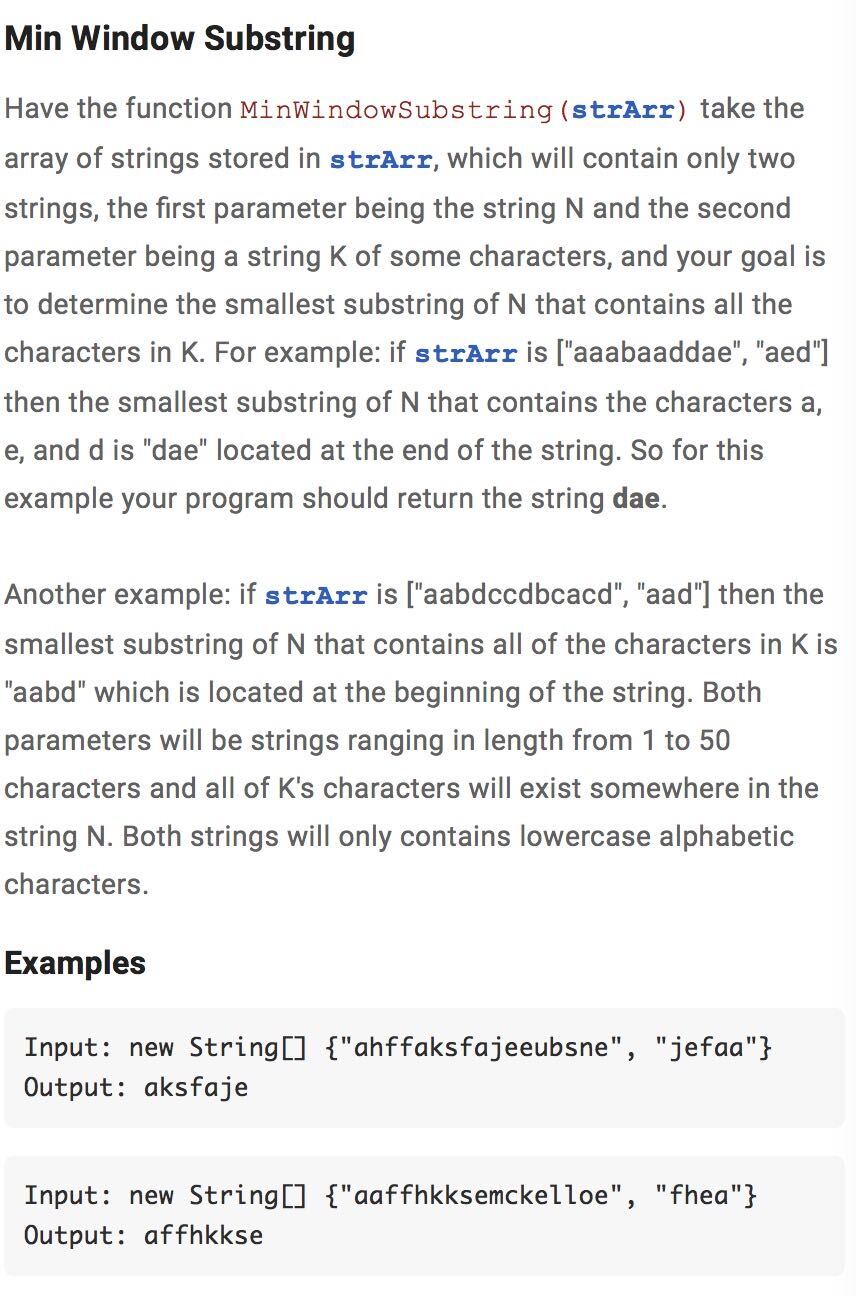 Min Window Substring
Have the function MinWindowSubstring(strArr) take the
array of strings stored in strArr, which will contain only two
strings, the first parameter being the string N and the second
parameter being a string K of some characters, and your goal is
to determine the smallest substring of N that contains all the
characters in K. For example: if strArr is ["aaabaaddae", "aed"]
then the smallest substring of N that contains the characters a,
e, and d is "dae" located at the end of the string. So for this
example your program should return the string dae.
Another example: if strArr is ["aabdccdbcacd", "aad"] then the
smallest substring of N that contains all of the characters in K is
"aabd" which is located at the beginning of the string. Both
parameters will be strings ranging in length from 1 to 50
characters and all of K's characters will exist somewhere in the
string N. Both strings will only contains lowercase alphabetic
characters.
Examples
Input: new String[] {"ahffaksfajeeubsne", "jefaa"}
Output: aksfaje
Input: new String[] {"aaffhkksemckelloe", "fhea"}
Output: affhkkse